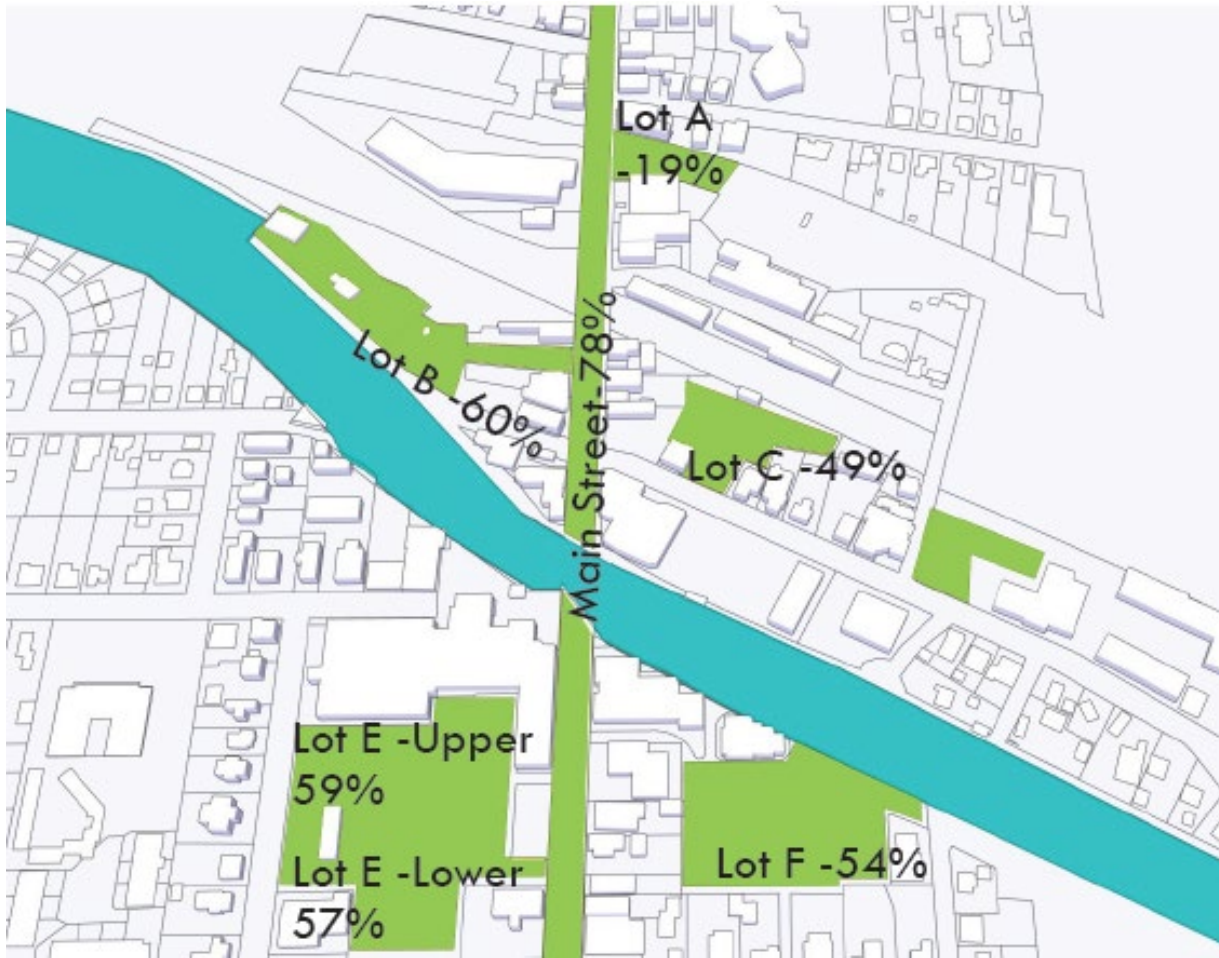 Lot A
-19%
Lot B -60%
Main Street-78%
Lot C -49%
Lot E -Upper
59%
Lot E -Lower
57%
Lot F -54%